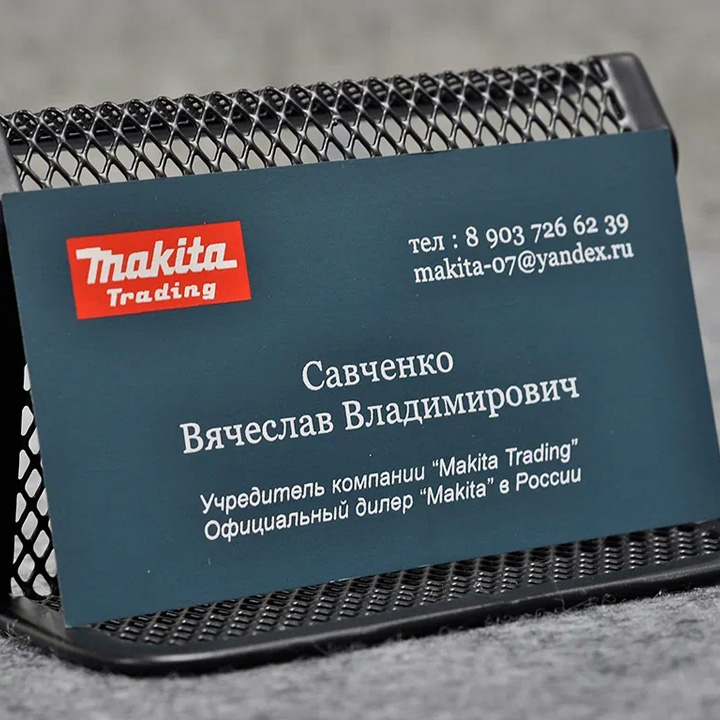 makita
Trading
тел : 8 903 726 62 39
makita-07@yandex.ru
Савченко
Вячеслав Владимирович
Учредитель компании “Makita Trading”
Официальный дилер “Makita” в России